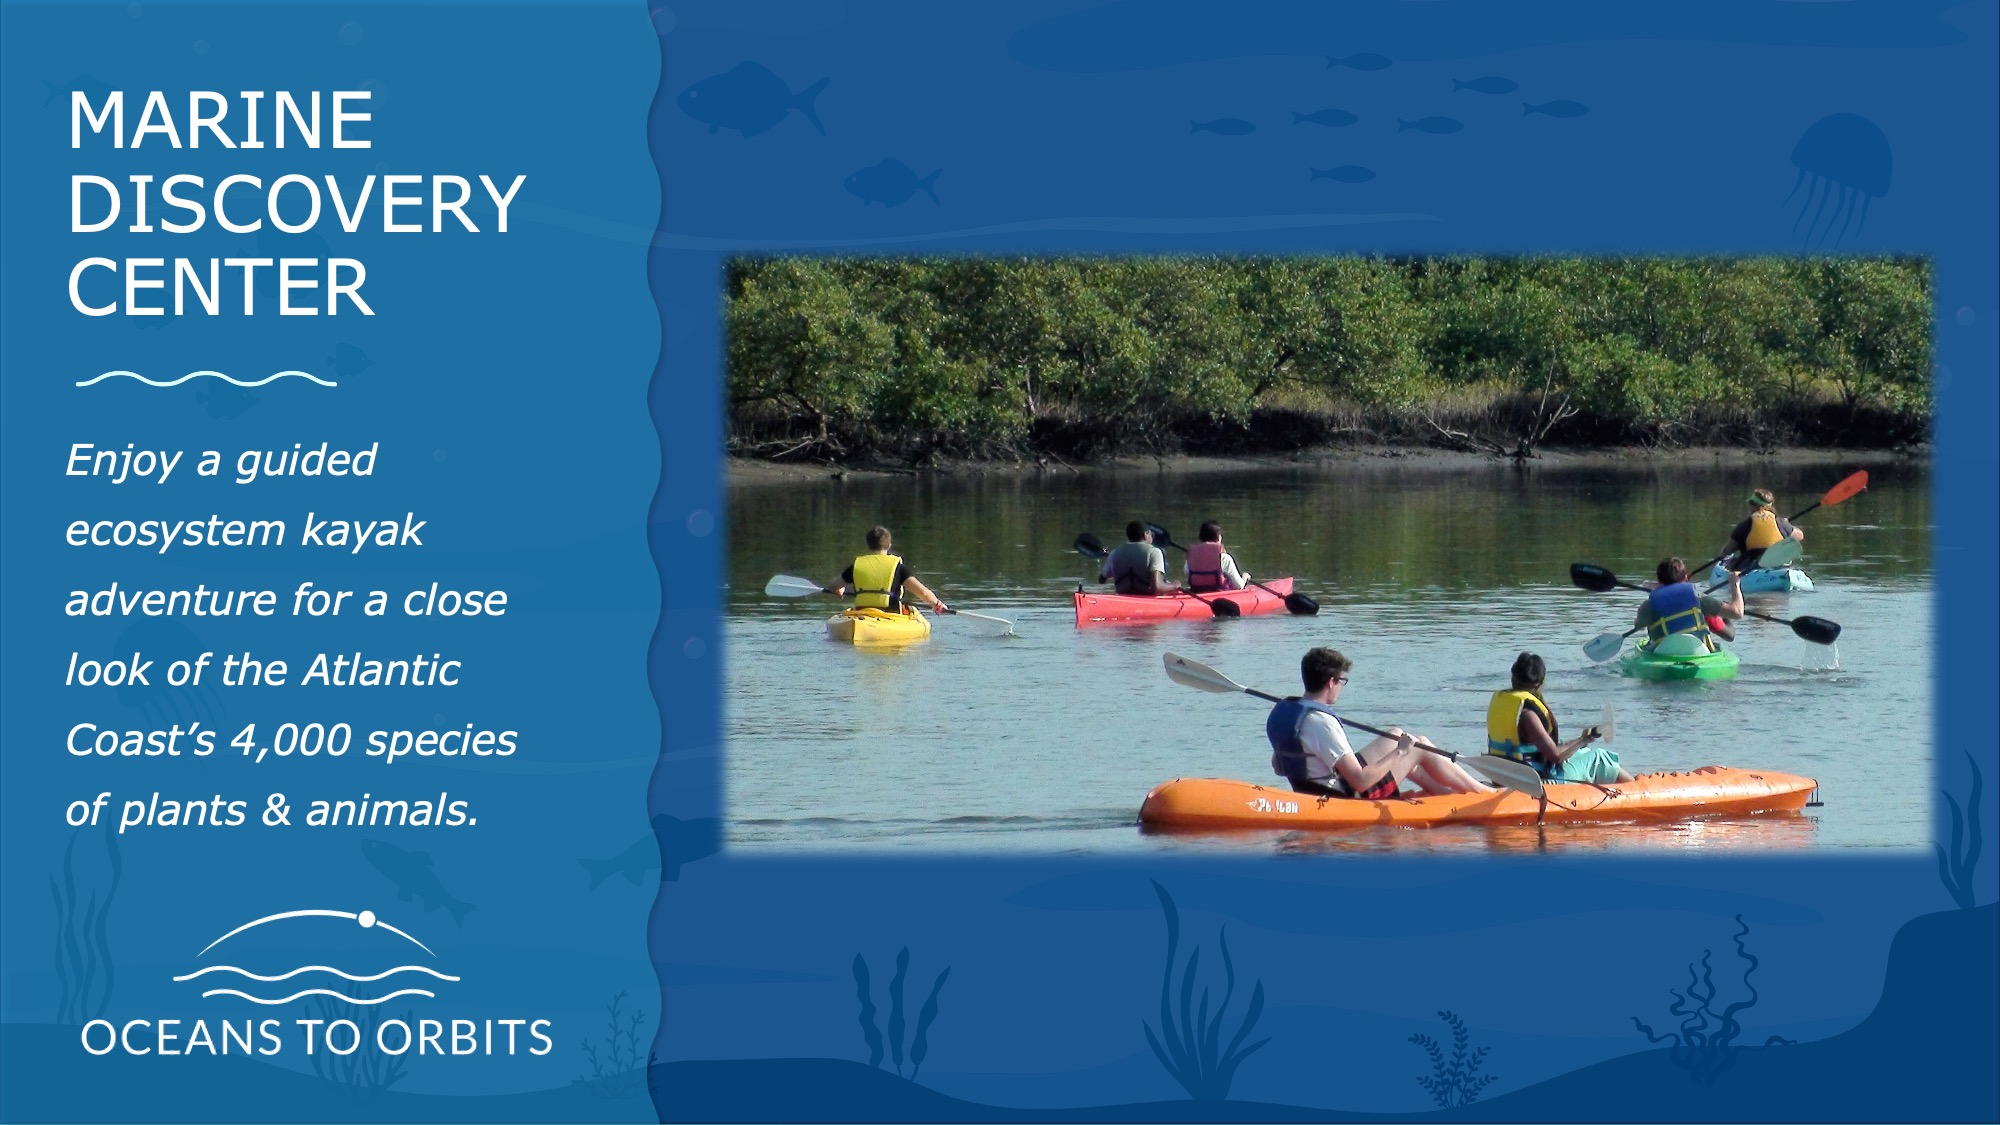 MARINE
DISCOVERY
CENTER
Enjoy a guided
ecosystem kayak
adventure for a close
look of the Atlantic
Coast’s 4,000 species
of plants & animals.
OCEANS TO ORBITS